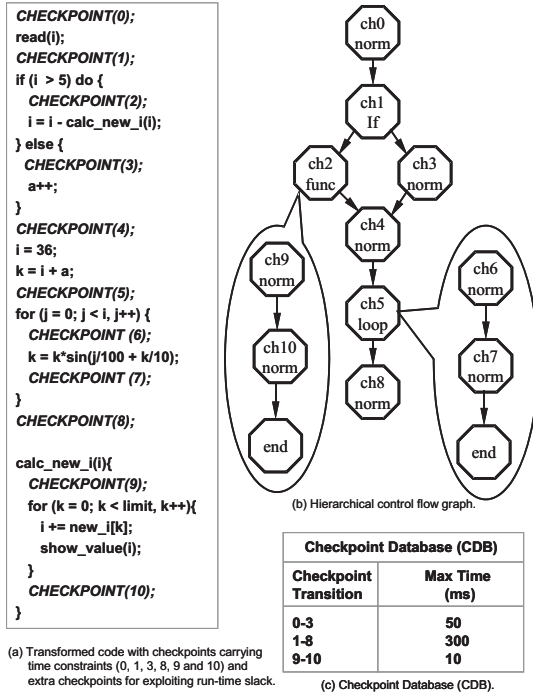 CHECKPOINT(0);
read(i);
CHECKPOINT(1);
if (i > 5) do {
CHECKPOINT(2);
i = i - calc_new_i(i);
} else {
CHECKPOINT(3);
a++;
}
CHECKPOINT(4);
i = 36;
k = i + a;
CHECKPOINT(5);
for (j = 0; j < i, j++) {
CHECKPOINT (6);
k = k*sin(j/100 + k/10);
CHECKPOINT (7);
}
CHECKPOINT(8);
calc_new_i(i){
CHECKPOINT(9);
for (k = 0; k < limit, k++){
i += new_i[k];
show_value(i);
}
CHECKPOINT(10);
}
(a) Transformed code with checkpoints carrying
time constraints (0, 1, 3, 8, 9 and 10) and
extra checkpoints for exploiting run-time slack.
ch0
norm
ch1
If
ch2
func
ch3
norm
ch4
norm
ch9
norm
ch10
norm
end
ch5
loop
ch8
norm
ch6
norm
ch7
norm
end
(b) Hierarchical control flow graph.
Checkpoint Database (CDB)
Checkpoint Transition
Max Time (ms)
0-3 50
1-8 300
9-10 10
(c) Checkpoint Database (CDB).